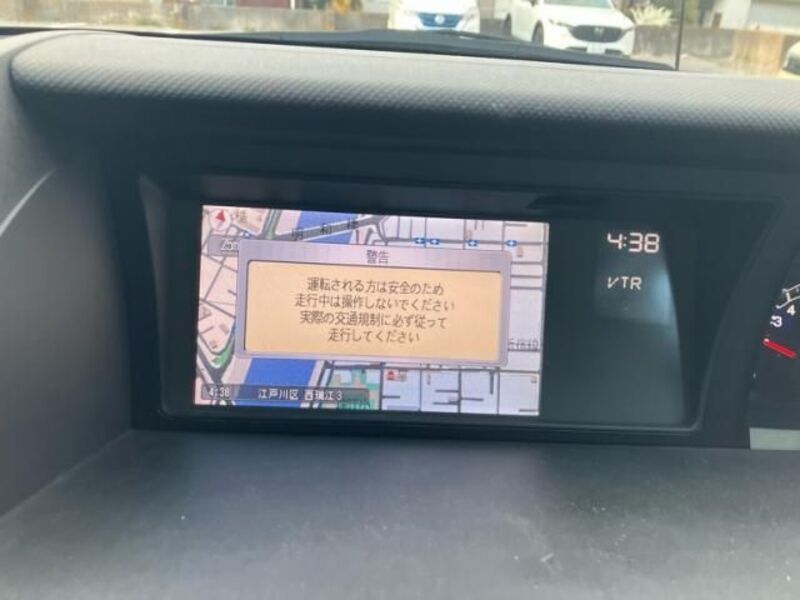 警告
運転される方は安全のため
走行中は操作しないでください
実際の交通規制に必ず従って
走行してください
4:38
VTR
4:38 江戸川区 西瑞江3
4
3